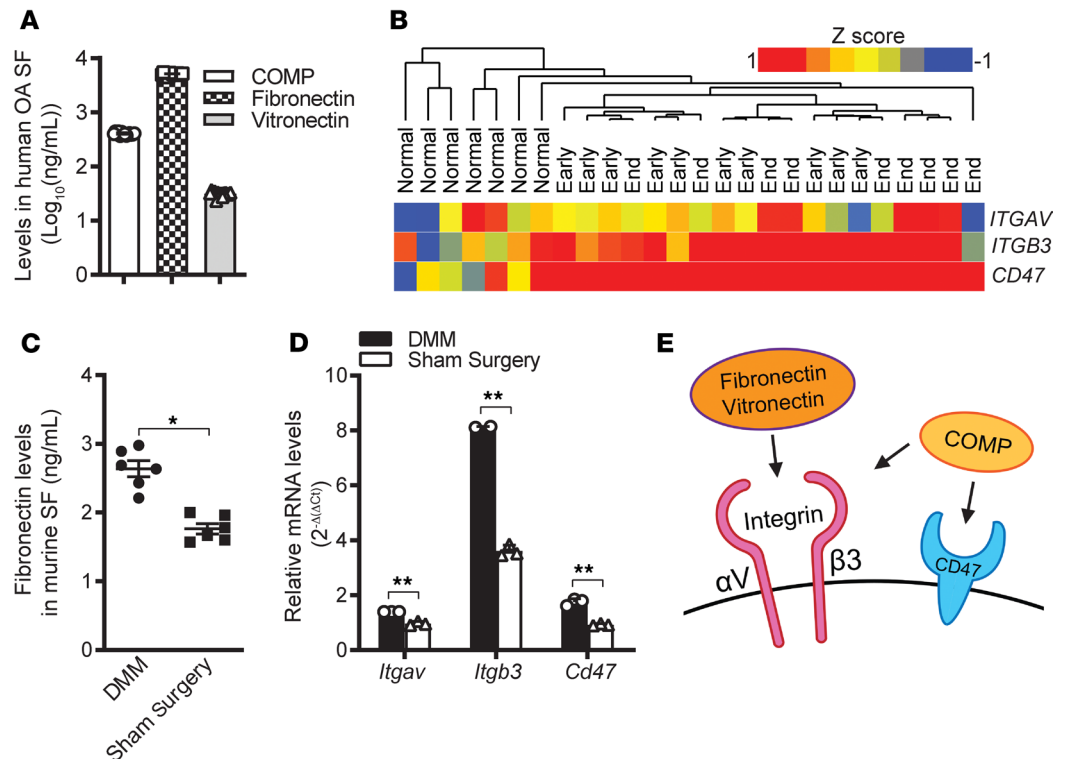 A
Levels in human OA SF
(Log10(ng/mL))
4
3
2
1
0
COMP
Fibronectin
Vitronectin
B
Z score
1
-1
Normal
Normal
Normal
Normal
Normal
Normal
Normal
Early
Early
Early
End
Early
Early
End
Early
Early
End
End
Early
Early
Early
End
End
End
End
End
ITGAV
ITGB3
CD47
C
Fibronectin levels
in murine SF (ng/mL)
4
3
2
1
0
*
DMM
Sham Surgery
D
DMM
Sham Surgery
Relative mRNA levels
(2-Δ(ΔCt))
10
8
6
4
2
0
**
**
**
Itgav
Itgb3
Cd47
E
Fibronectin
Vitronectin
COMP
Integrin
αV
β3
CD47